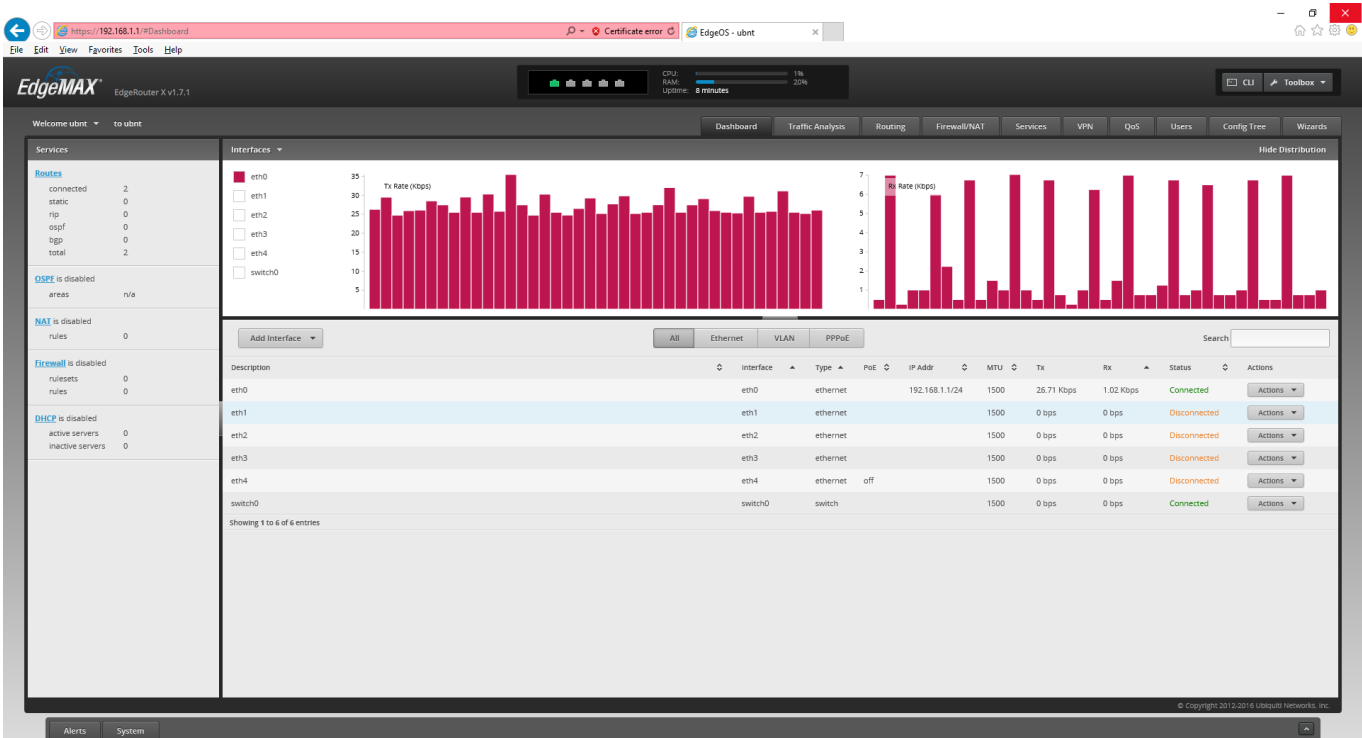 https://192.168.1.1/#Dashboard Certificate error EdgeOS - ubnt
File Edit View Favorites Tools Help
EdgeMAX EdgeRouter X v1.7.1
CPU: 1%
RAM: 20%
Uptime: 8 minutes
CLI Toolbox
Welcome ubnt to ubnt
Dashboard Traffic Analysis Routing Firewall/NAT Services VPN QoS Users Config Tree Wizards
Services
Routes
connected 2
static 0
rip 0
ospf 0
bgp 0
total 2
OSPF is disabled
areas n/a
NAT is disabled
rules 0
Firewall is disabled
rulesets 0
rules 0
DHCP is disabled
active servers 0
inactive servers 0
Interfaces Hide Distribution
eth0
eth1
eth2
eth3
eth4
switch0
Tx Rate (Kbps)
35
30
25
20
15
10
5
Rx Rate (Kbps)
7
6
5
4
3
2
1
Add Interface All Ethernet VLAN PPPoE Search
Description Interface Type PoE IP Addr MTU Tx Rx Status Actions
eth0 eth0 ethernet 192.168.1.1/24 1500 26.71 Kbps 1.02 Kbps Connected Actions
eth1 eth1 ethernet 1500 0 bps 0 bps Disconnected Actions
eth2 eth2 ethernet 1500 0 bps 0 bps Disconnected Actions
eth3 eth3 ethernet 1500 0 bps 0 bps Disconnected Actions
eth4 eth4 ethernet off 1500 0 bps 0 bps Disconnected Actions
switch0 switch0 switch 1500 0 bps 0 bps Connected Actions
Showing 1 to 6 of 6 entries
© Copyright 2012-2016 Ubiquiti Networks, Inc.
Alerts System